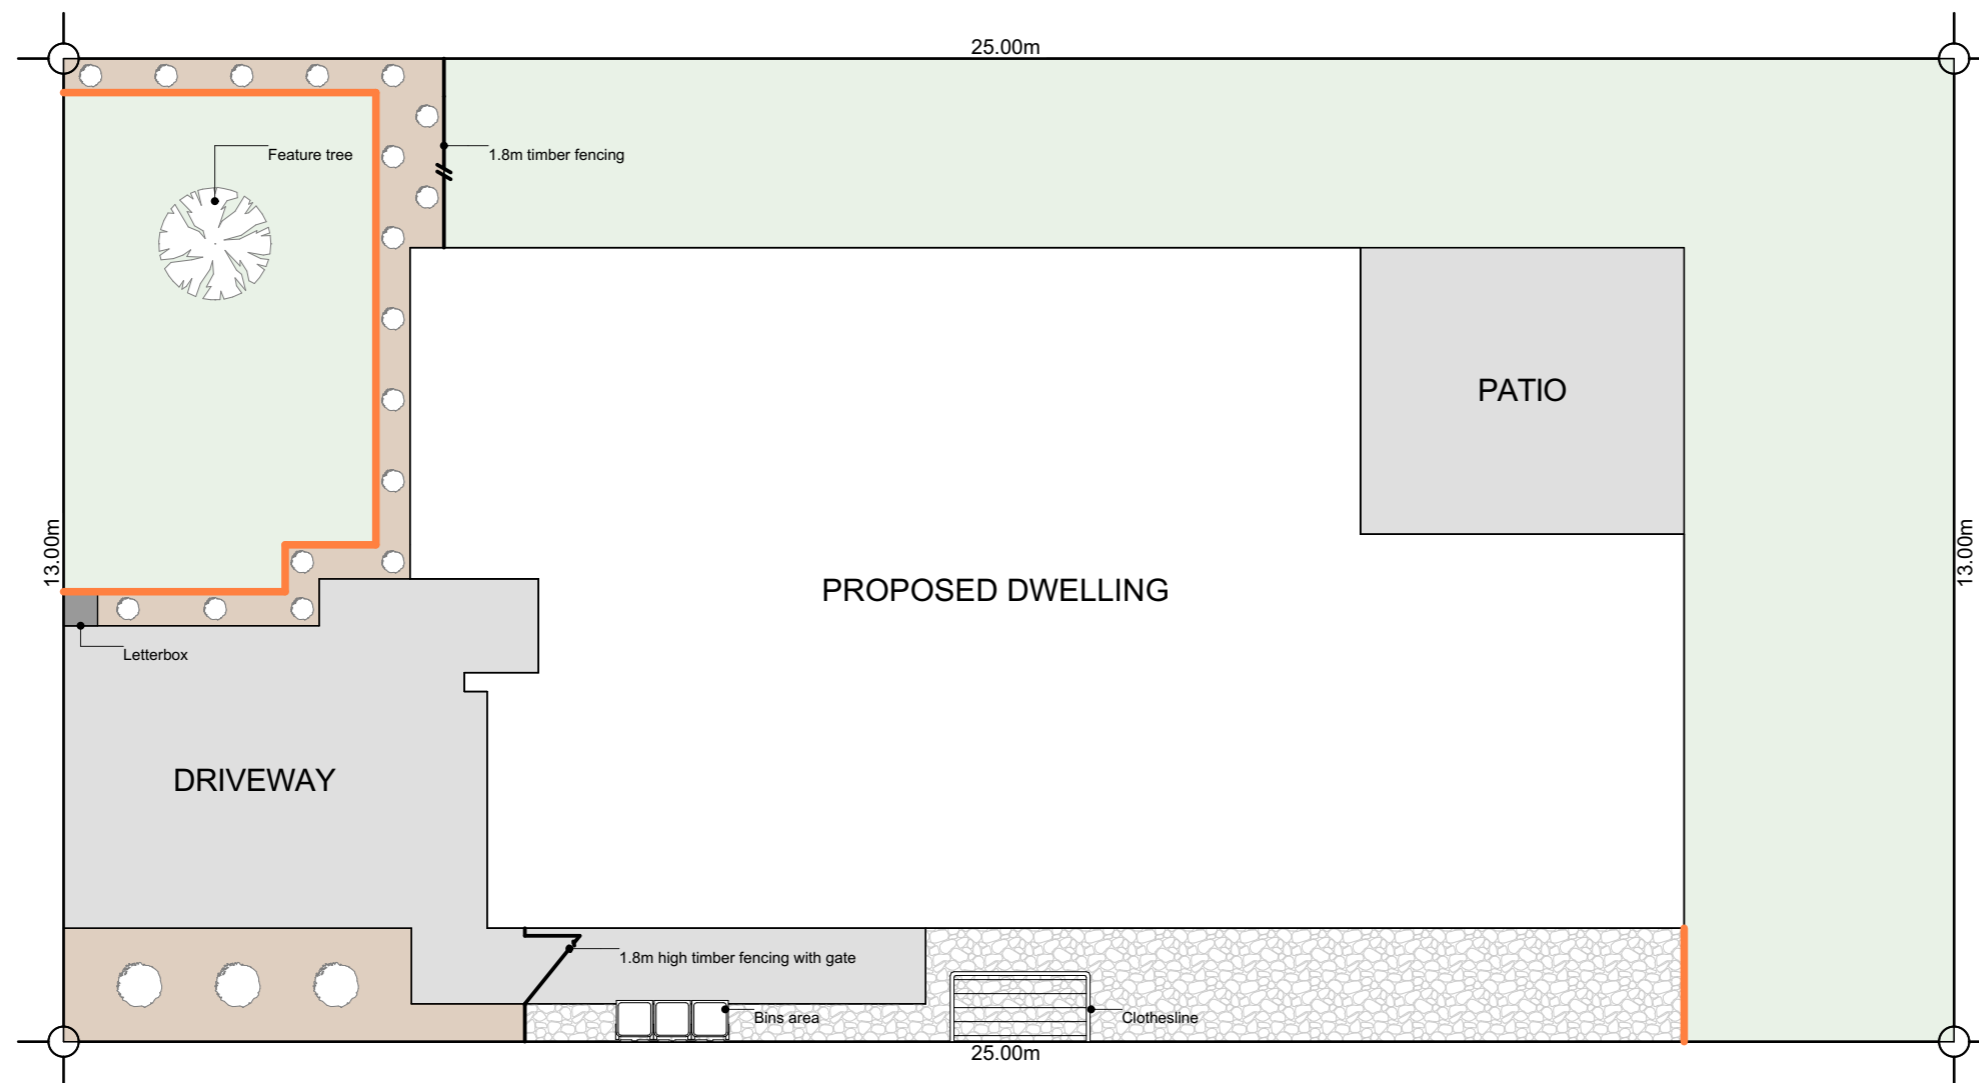 25.00m
Feature tree
1.8m timber fencing
PATIO
13.00m
13.00m
PROPOSED DWELLING
Letterbox
DRIVEWAY
1.8m high timber fencing with gate
Bins area
Clothesline
25.00m